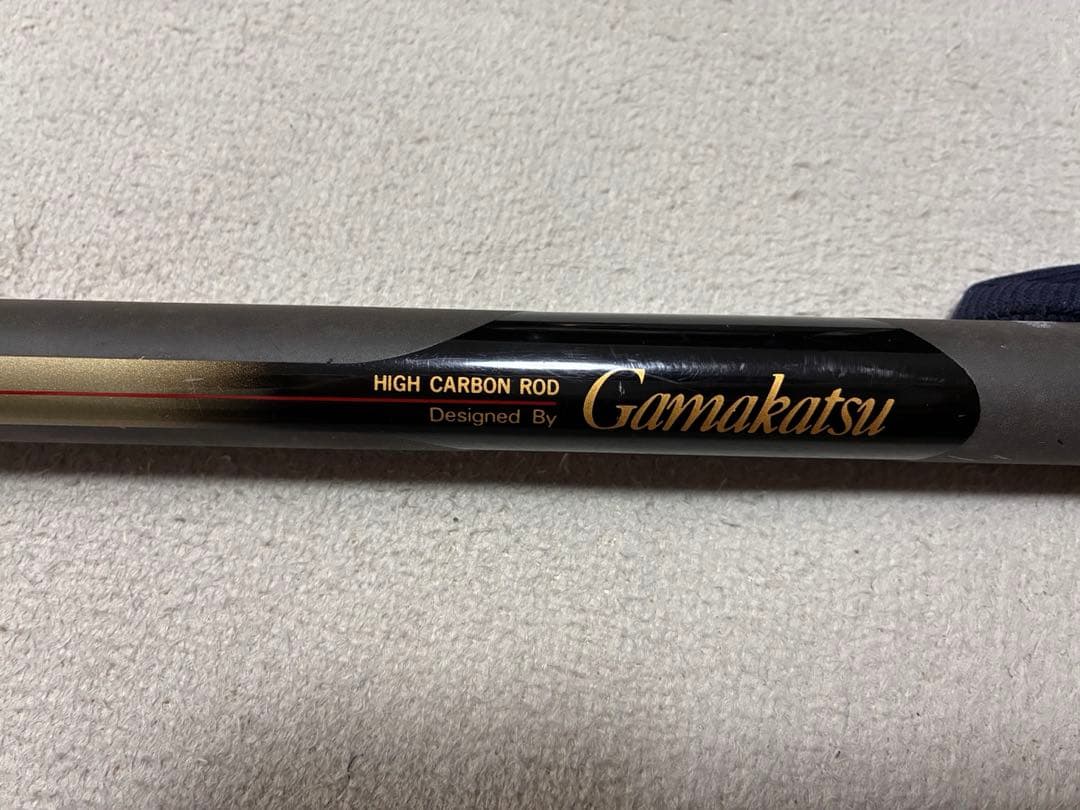 HIGH CARBON ROD
Designed By
Gamakatsu